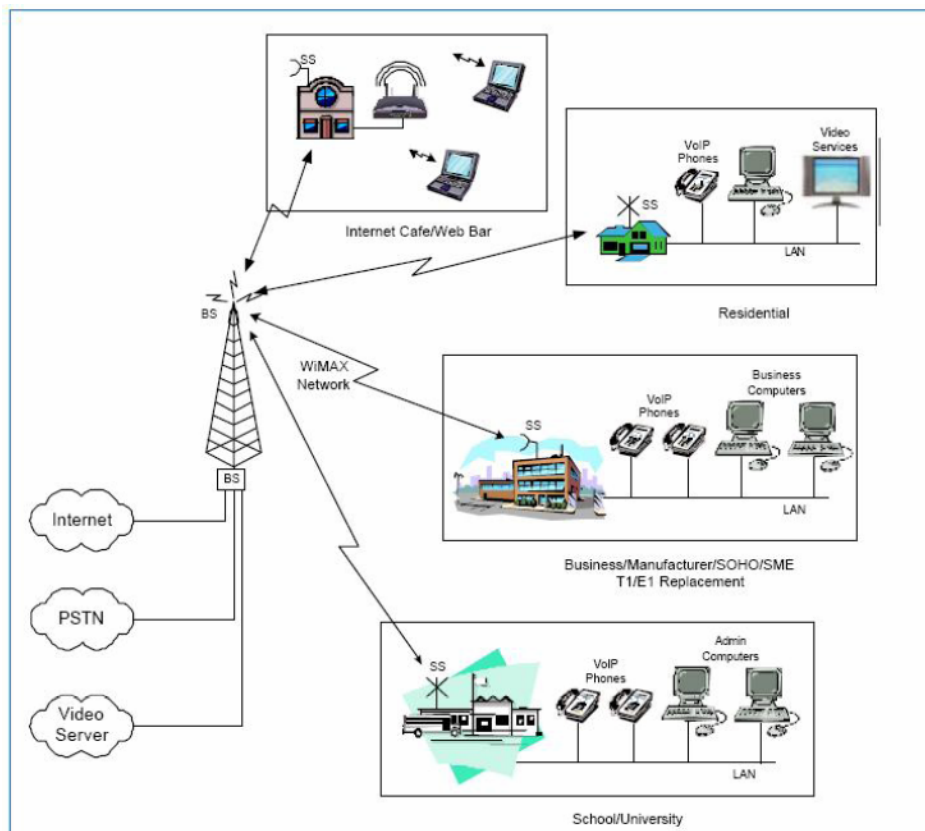 SS
Internet Cafe/Web Bar
VoIP
Phones
Video
Services
SS
LAN
Residential
BS
WiMAX
Network
SS
VoIP
Phones
Business
Computers
LAN
Business/Manufacturer/SOHO/SME
T1/E1 Replacement
BS
Internet
PSTN
Video
Server
SS
VoIP
Phones
Admin
Computers
LAN
School/University